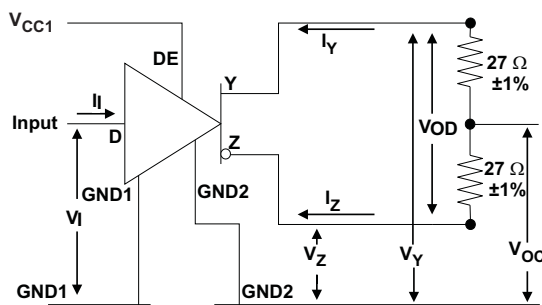 VCC1
DE
IY
27 Ω
±1%
II
Y
Input
D
VOD
Z
27 Ω
±1%
GND1
GND2
IZ
VI
VZ
VY
VOC
GND1
GND2